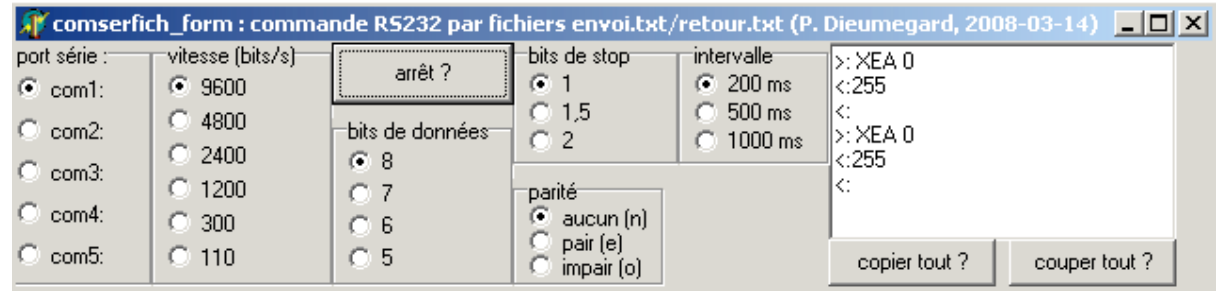 comserfich_form : commande RS232 par fichiers envoi.txt/retour.txt (P. Dieumegard, 2008-03-14)
port série :
com1:
com2:
com3:
com4:
com5:
vitesse (bits/s)
9600
4800
2400
1200
300
110
arrêt ?
bits de données
8
7
6
5
bits de stop
1
1,5
2
parité
aucun (n)
pair (e)
impair (o)
intervalle
200 ms
500 ms
1000 ms
>: XEA 0
<:255
<:
>: XEA 0
<:255
<:
copier tout ?
couper tout ?